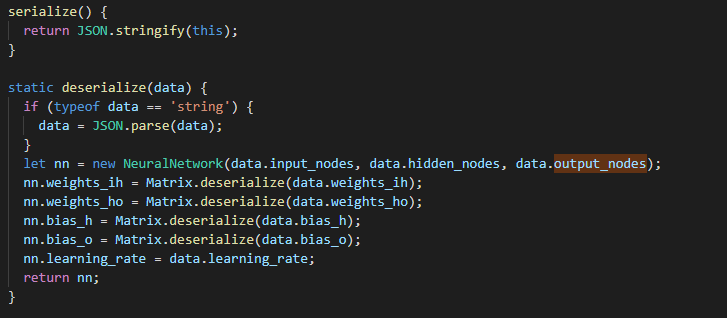 serialize() {
  return JSON.stringify(this);
}

static deserialize(data) {
  if (typeof data == 'string') {
    data = JSON.parse(data);
  }
  let nn = new NeuralNetwork(data.input_nodes, data.hidden_nodes, data.output_nodes);
  nn.weights_ih = Matrix.deserialize(data.weights_ih);
  nn.weights_ho = Matrix.deserialize(data.weights_ho);
  nn.bias_h = Matrix.deserialize(data.bias_h);
  nn.bias_o = Matrix.deserialize(data.bias_o);
  nn.learning_rate = data.learning_rate;
  return nn;
}